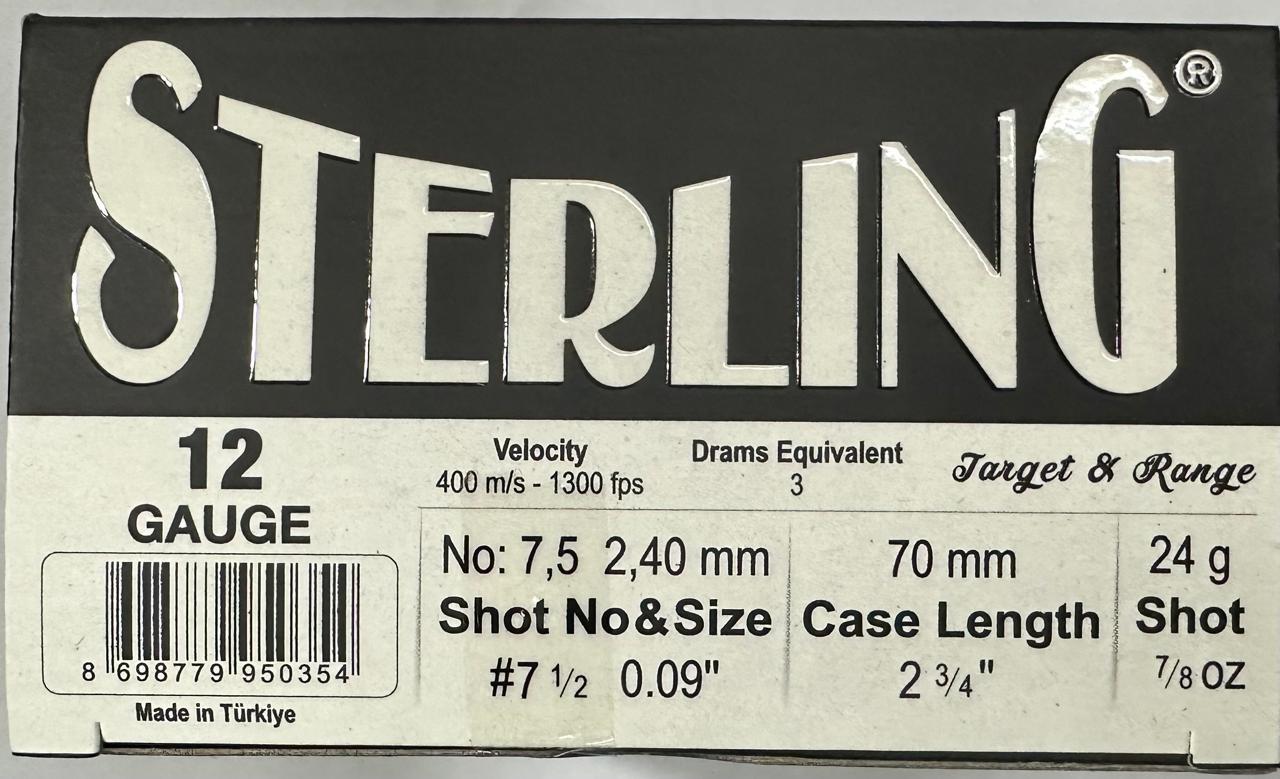 STERLING®
12
GAUGE
8 698779 950354
Made in Türkiye
Velocity
400 m/s - 1300 fps
Drams Equivalent
3
Target & Range
No: 7,5 2,40 mm
Shot No&Size
#7 1/2 0.09"
70 mm
Case Length
2 3/4"
24 g
Shot
7/8 OZ